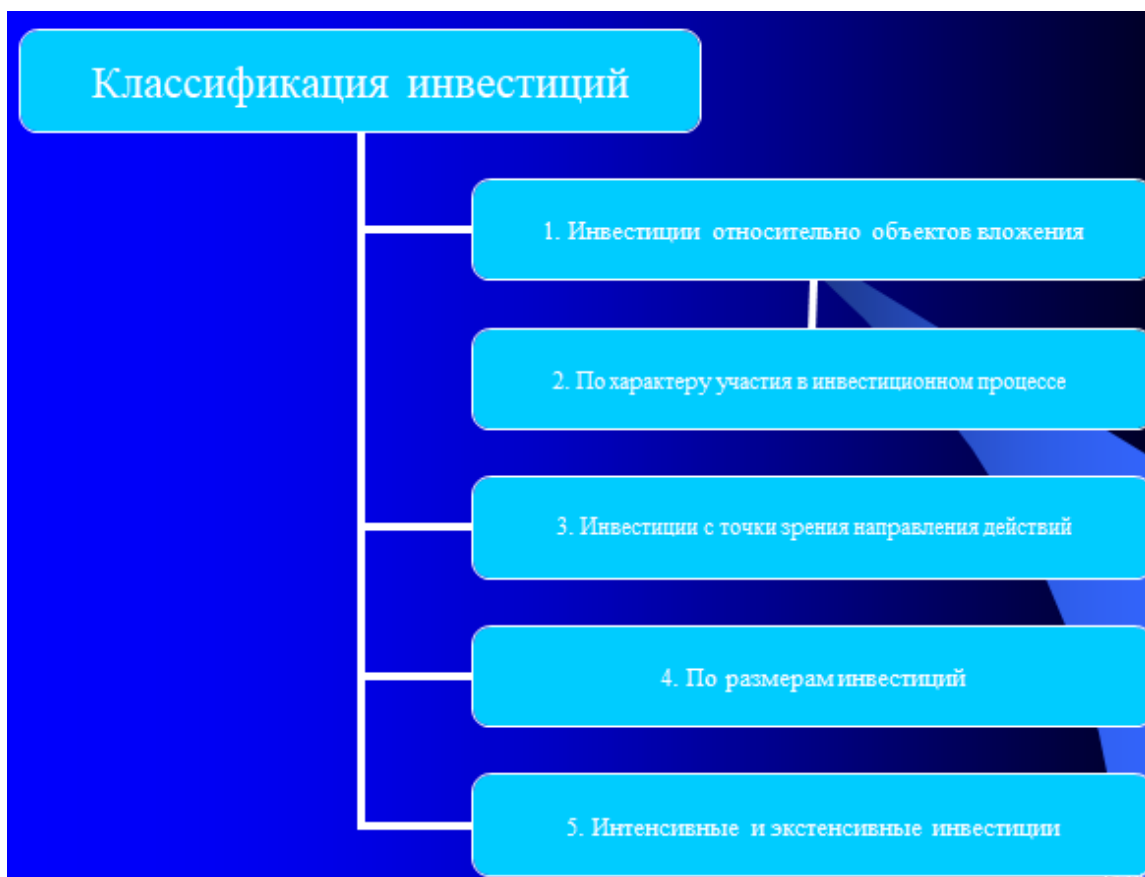 Классификация инвестиций
1. Инвестиции относительно объектов вложения
2. По характеру участия в инвестиционном процессе
3. Инвестиции с точки зрения направления действий
4. По размерам инвестиций
5. Интенсивные и экстенсивные инвестиции